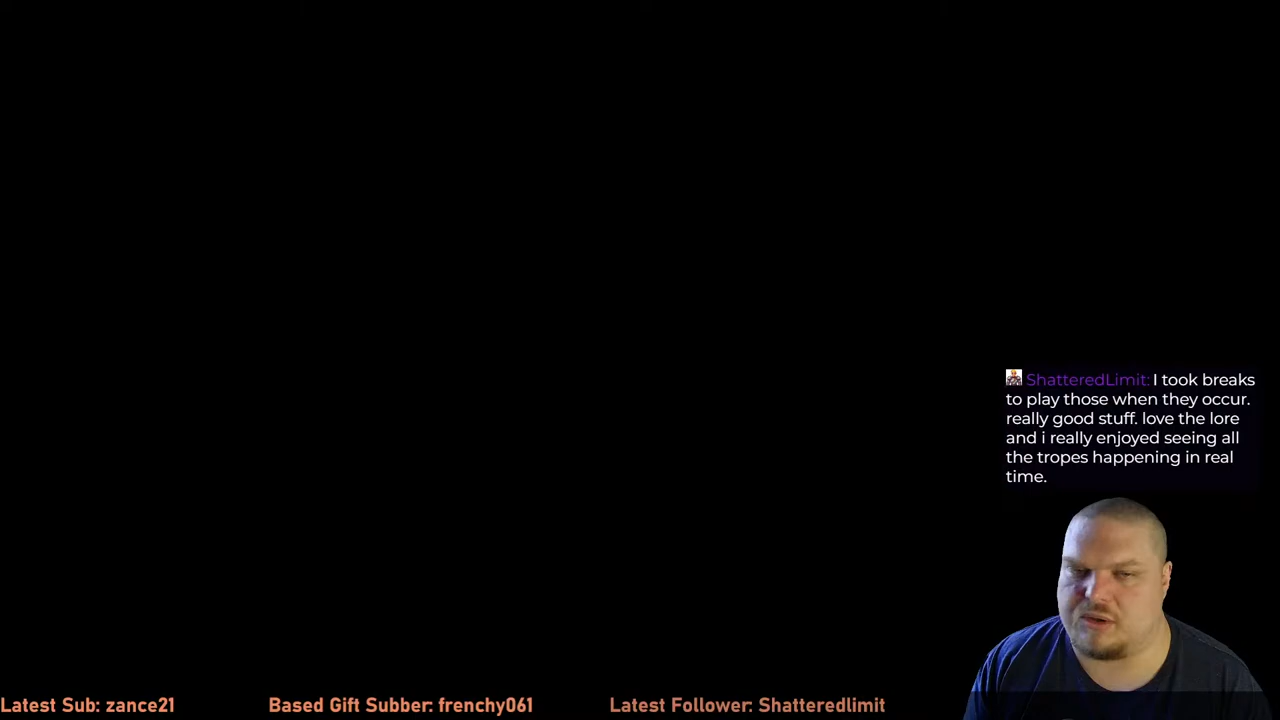 ShatteredLimit: I took breaks
to play those when they occur.
really good stuff. love the lore
and i really enjoyed seeing all
the tropes happening in real
time.
Latest Sub: zance21
Based Gift Subber: frenchy061
Latest Follower: Shatteredlimit